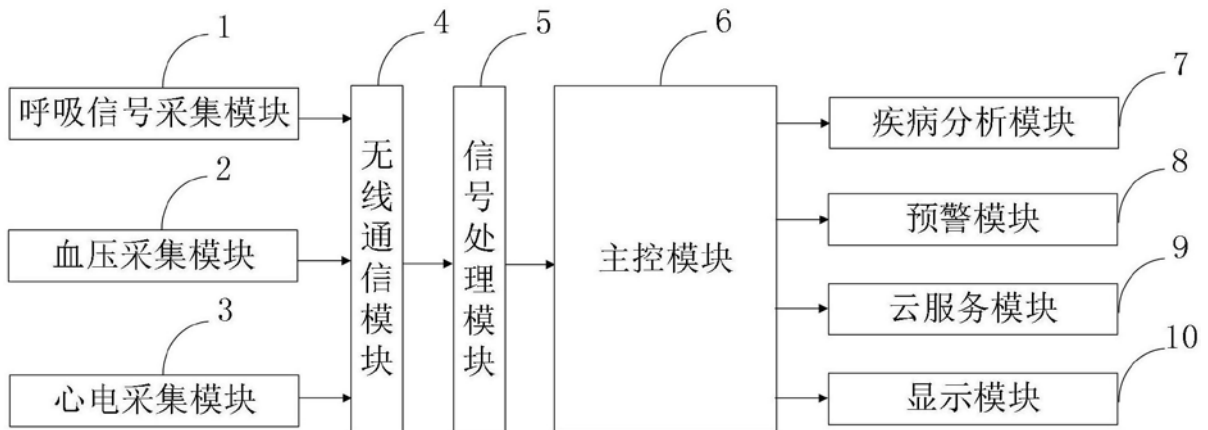 1
呼吸信号采集模块
2
血压采集模块
3
心电采集模块
4
无线通信模块
5
信号处理模块
6
主控模块
7
疾病分析模块
8
预警模块
9
云服务模块
10
显示模块